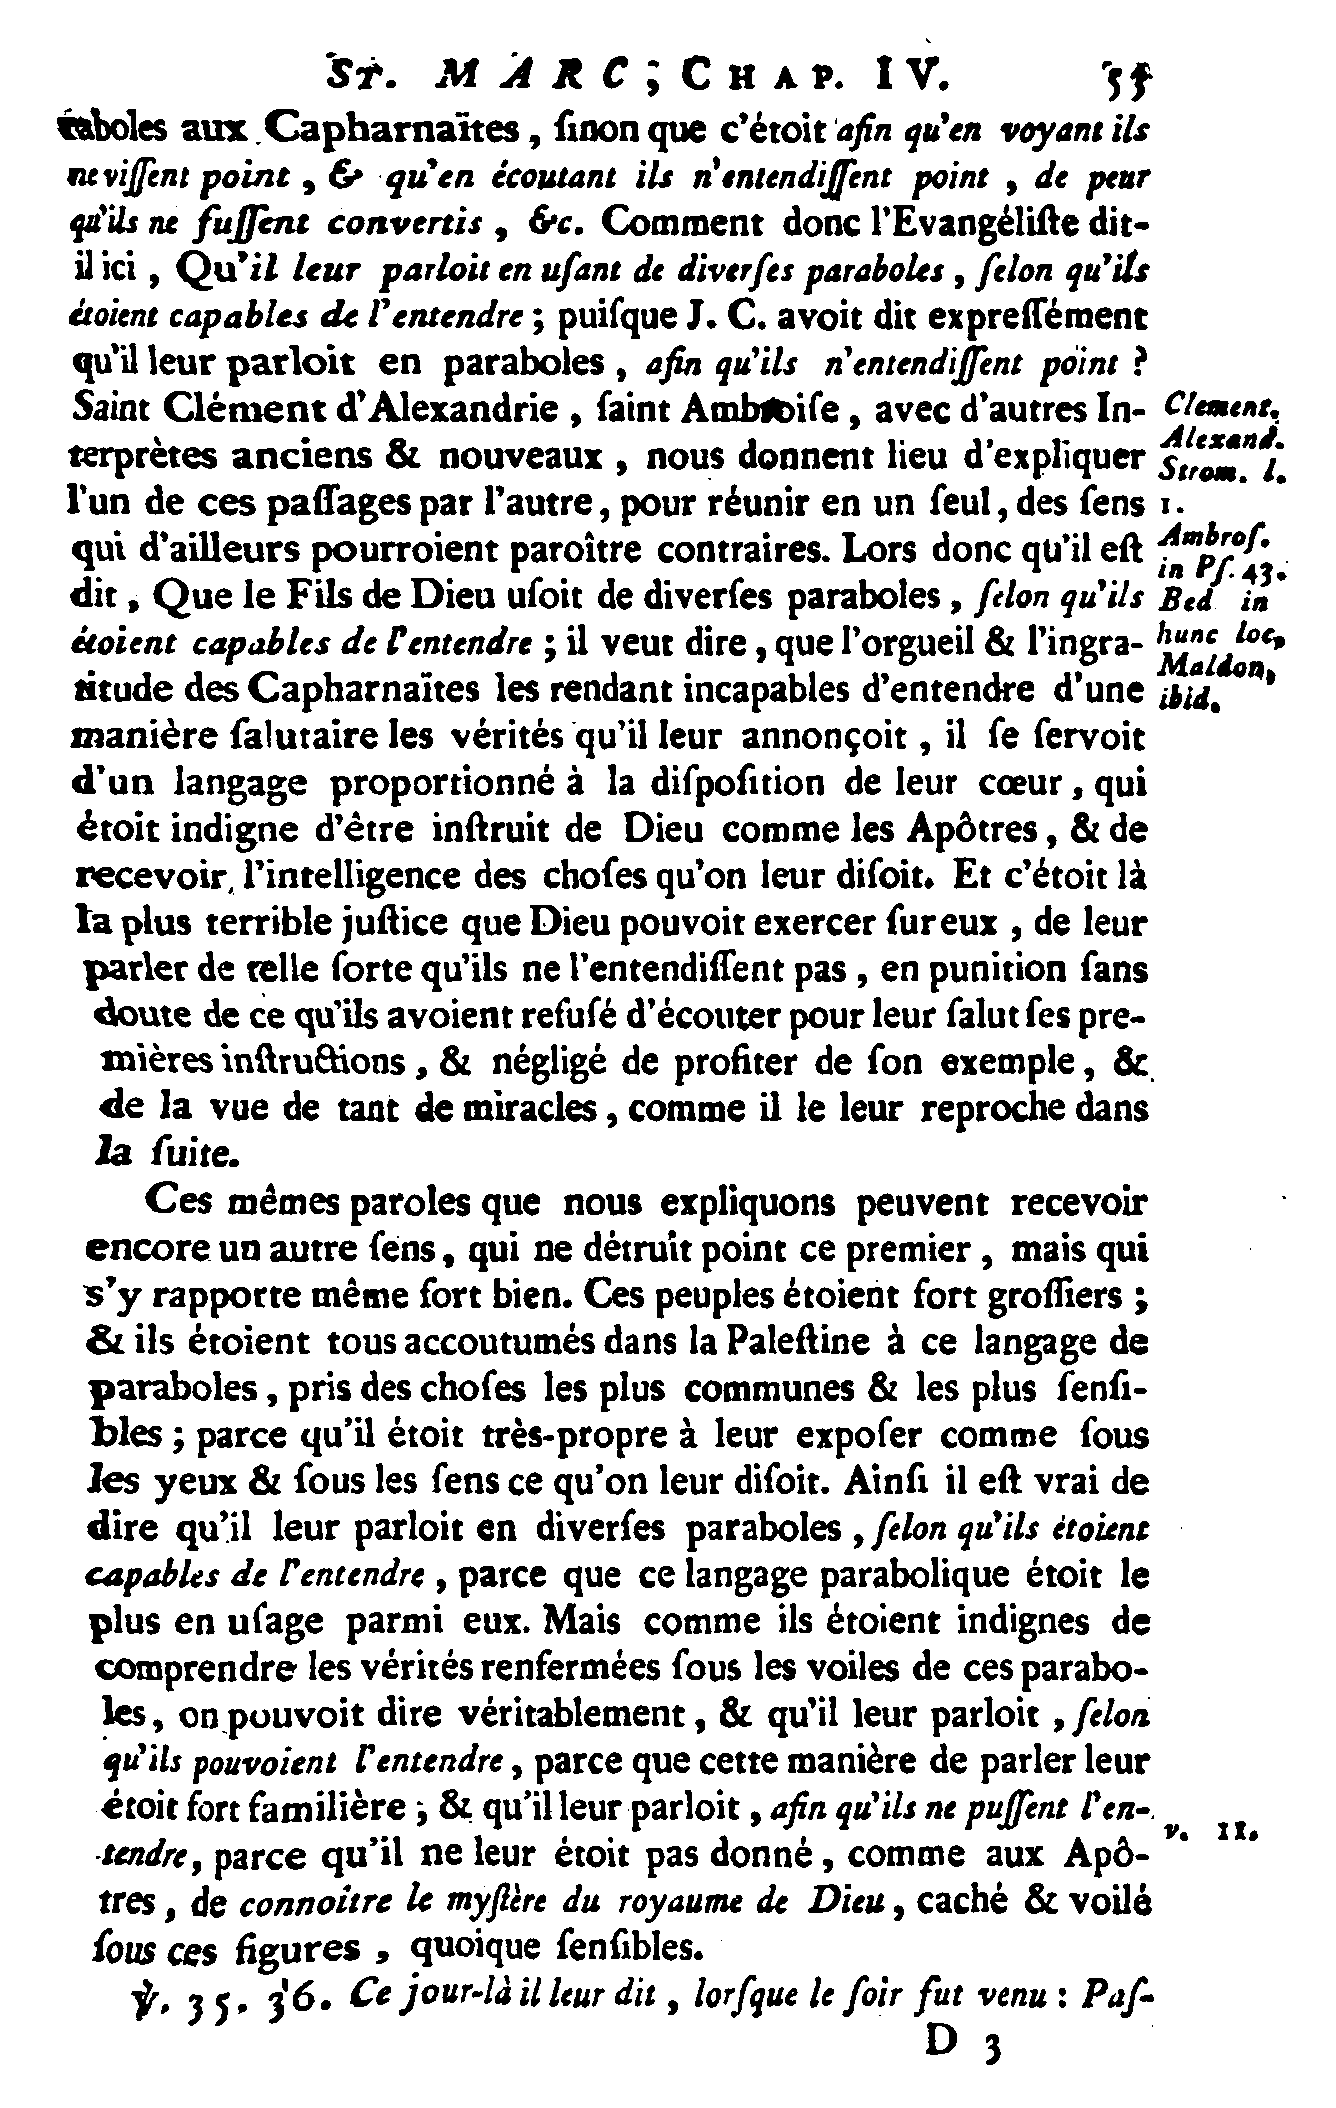 St. MARC; CHAP. IV. 55
raboles aux Capharnaïtes, ſinon que c'étoit afin qu'en voyant ils
ne viſſent point, & qu'en écoutant ils n'entendiſſent point, de peur
qu'ils ne fuſſent convertis, &c. Comment donc l'Evangéliſte dit-
il ici, Qu'il leur parloit en uſant de diverſes paraboles, ſelon qu'ils
étoient capables de l'entendre; puiſque J. C. avoit dit expreſſément
qu'il leur parloit en paraboles, afin qu'ils n'entendiſſent point?
Saint Clément d'Alexandrie, ſaint Ambroiſe, avec d'autres In-
terprètes anciens & nouveaux, nous donnent lieu d'expliquer
l'un de ces paſſages par l'autre, pour réunir en un ſeul, des ſens
qui d'ailleurs pourroient paroître contraires. Lors donc qu'il eſt
dit, Que le Fils de Dieu uſoit de diverſes paraboles, ſelon qu'ils
étoient capables de l'entendre; il veut dire, que l'orgueil & l'ingra-
titude des Capharnaïtes les rendant incapables d'entendre d'une
manière ſalutaire les vérités qu'il leur annonçoit, il ſe ſervoit
d'un langage proportionné à la diſpoſition de leur cœur, qui
étoit indigne d'être inſtruit de Dieu comme les Apôtres, & de
recevoir l'intelligence des choſes qu'on leur diſoit. Et c'étoit là
la plus terrible juſtice que Dieu pouvoit exercer ſur eux, de leur
parler de telle ſorte qu'ils ne l'entendiſſent pas, en punition ſans
doute de ce qu'ils avoient refuſé d'écouter pour leur ſalut ſes pre-
mières inſtructions, & négligé de profiter de ſon exemple, &
de la vue de tant de miracles, comme il le leur reproche dans
la ſuite.
Clement.
Alexand.
Strom. l.
1.
Ambroſ.
in Pſ. 43.
Bed in
hunc loc,
Maldon,
ibid.
Ces mêmes paroles que nous expliquons peuvent recevoir
encore un autre ſens, qui ne détruit point ce premier, mais qui
s'y rapporte même fort bien. Ces peuples étoient fort groſſiers;
& ils étoient tous accoutumés dans la Paleſtine à ce langage de
paraboles, pris des choſes les plus communes & les plus ſenſi-
bles; parce qu'il étoit très-propre à leur expoſer comme ſous
les yeux & ſous les ſens ce qu'on leur diſoit. Ainſi il eſt vrai de
dire qu'il leur parloit en diverſes paraboles, ſelon qu'ils étoient
capables de l'entendre, parce que ce langage parabolique étoit le
plus en uſage parmi eux. Mais comme ils étoient indignes de
comprendre les vérités renfermées ſous les voiles de ces parabo-
les, on pouvoit dire véritablement, & qu'il leur parloit, ſelon
qu'ils pouvoient l'entendre, parce que cette manière de parler leur
étoit fort familière; & qu'il leur parloit, afin qu'ils ne puſſent l'en-
tendre, parce qu'il ne leur étoit pas donné, comme aux Apô-
tres, de connoître le myſtère du royaume de Dieu, caché & voilé
ſous ces figures, quoique ſenſibles.
v. 11.
℣. 35. 36. Ce jour-là il leur dit, lorſque le ſoir fut venu: Paſ-
D 3